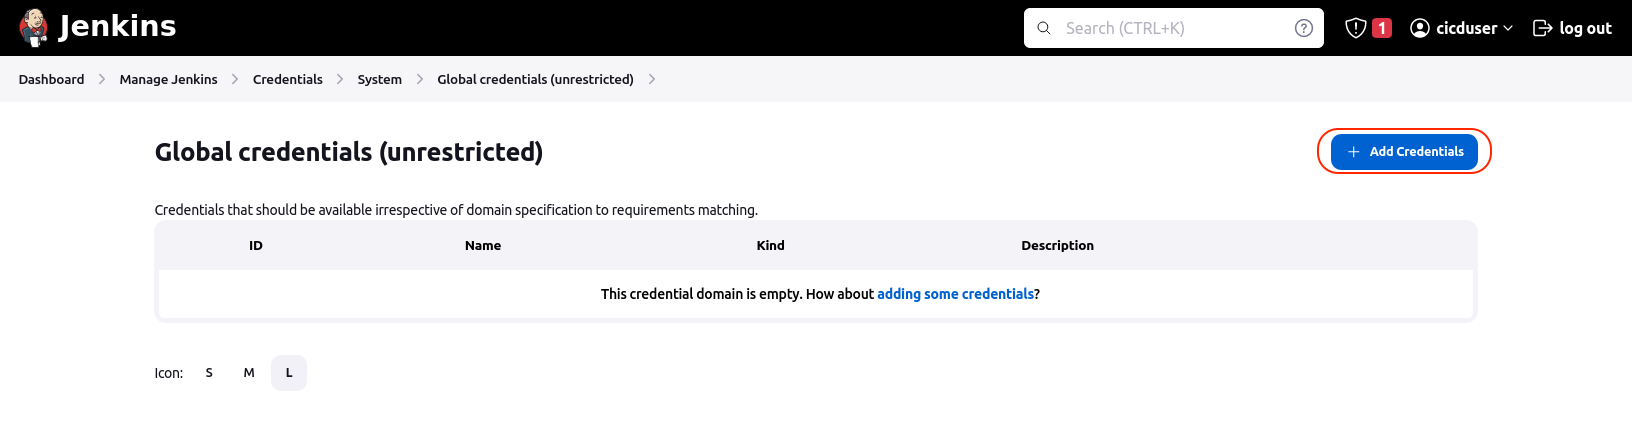 Jenkins
Search (CTRL+K)
1
cicduser
log out
Dashboard
Manage Jenkins
Credentials
System
Global credentials (unrestricted)
Global credentials (unrestricted)
Add Credentials
Credentials that should be available irrespective of domain specification to requirements matching.
ID Name Kind Description
This credential domain is empty. How about adding some credentials?
Icon: S M L